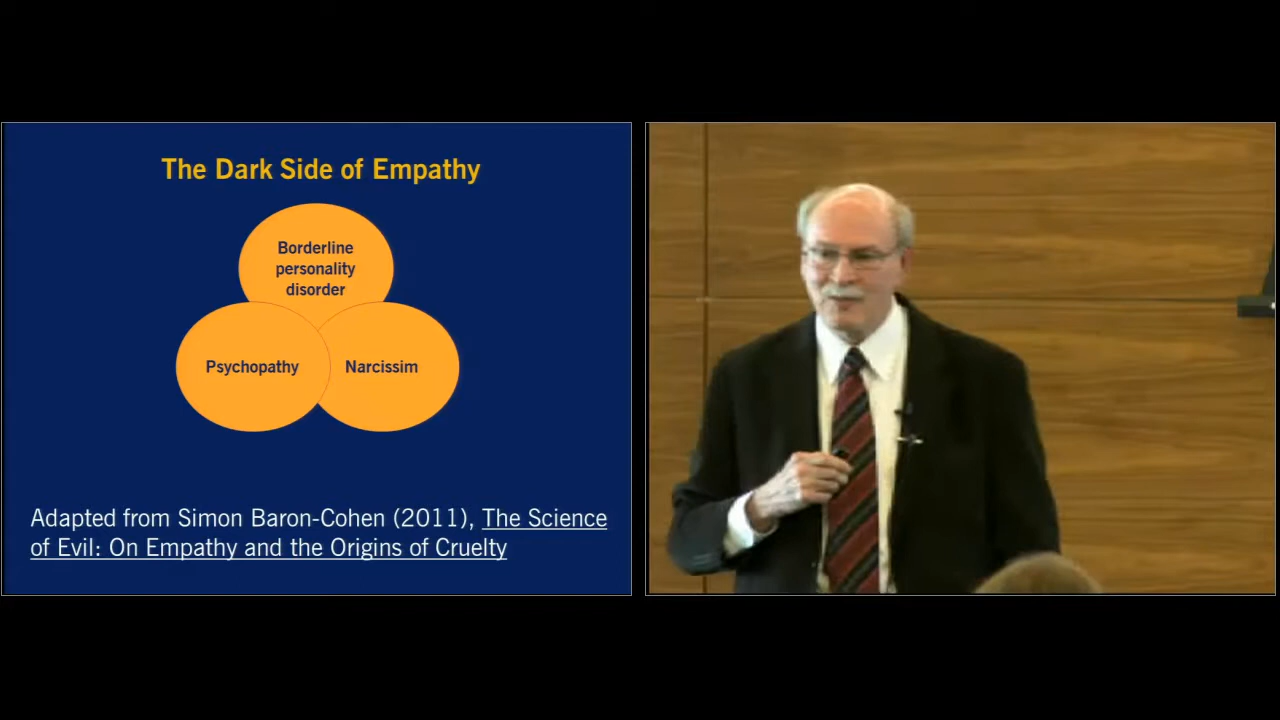 The Dark Side of Empathy
Borderline
personality
disorder
Psychopathy
Narcissim
Adapted from Simon Baron-Cohen (2011), The Science
of Evil: On Empathy and the Origins of Cruelty